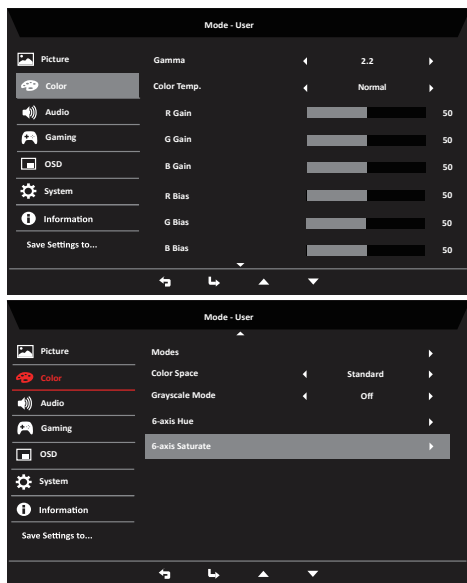 Mode - User
Picture
Gamma 2.2
Color
Color Temp. Normal
Audio
R Gain 50
Gaming
G Gain 50
OSD
B Gain 50
System
R Bias 50
Information
G Bias 50
Save Settings to...
B Bias 50
Mode - User
Picture
Modes
Color
Color Space Standard
Audio
Grayscale Mode Off
Gaming
6-axis Hue
OSD
6-axis Saturate
System
Information
Save Settings to...